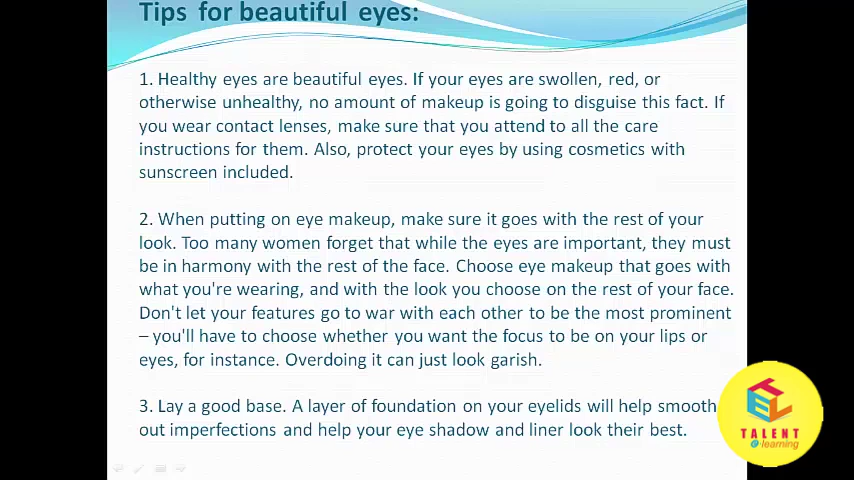 Tips for beautiful eyes:
1. Healthy eyes are beautiful eyes. If your eyes are swollen, red, or
otherwise unhealthy, no amount of makeup is going to disguise this fact. If
you wear contact lenses, make sure that you attend to all the care
instructions for them. Also, protect your eyes by using cosmetics with
sunscreen included.
2. When putting on eye makeup, make sure it goes with the rest of your
look. Too many women forget that while the eyes are important, they must
be in harmony with the rest of the face. Choose eye makeup that goes with
what you're wearing, and with the look you choose on the rest of your face.
Don't let your features go to war with each other to be the most prominent
– you'll have to choose whether you want the focus to be on your lips or
eyes, for instance. Overdoing it can just look garish.
3. Lay a good base. A layer of foundation on your eyelids will help smooth
out imperfections and help your eye shadow and liner look their best.
TEL
TALENT
e-learning